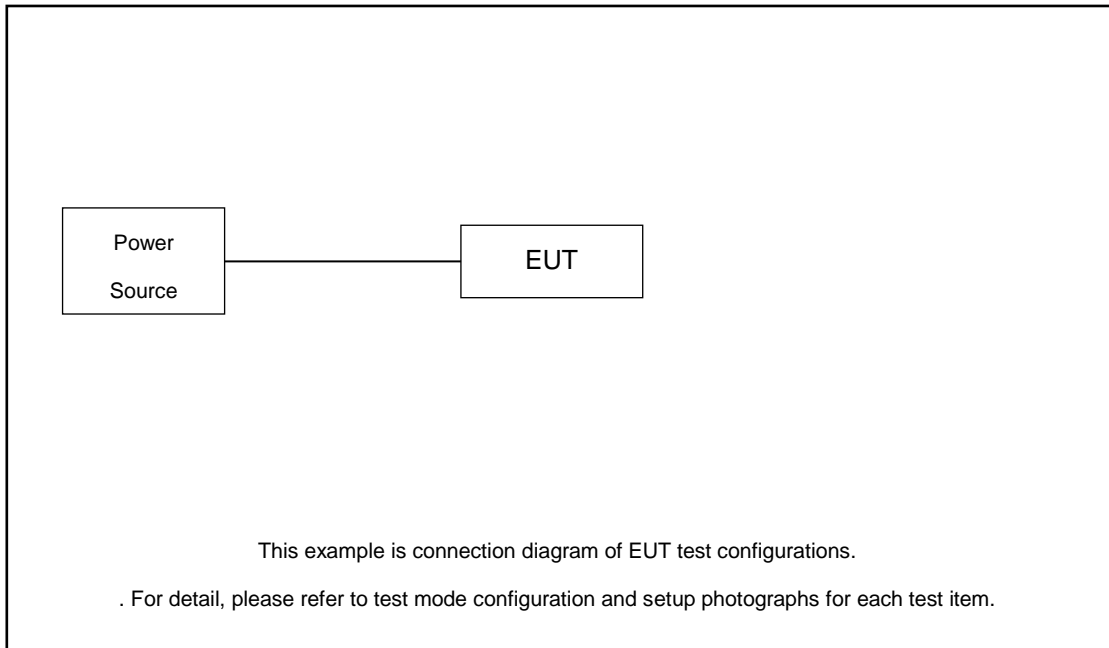 Power
Source
EUT
This example is connection diagram of EUT test configurations.
. For detail, please refer to test mode configuration and setup photographs for each test item.